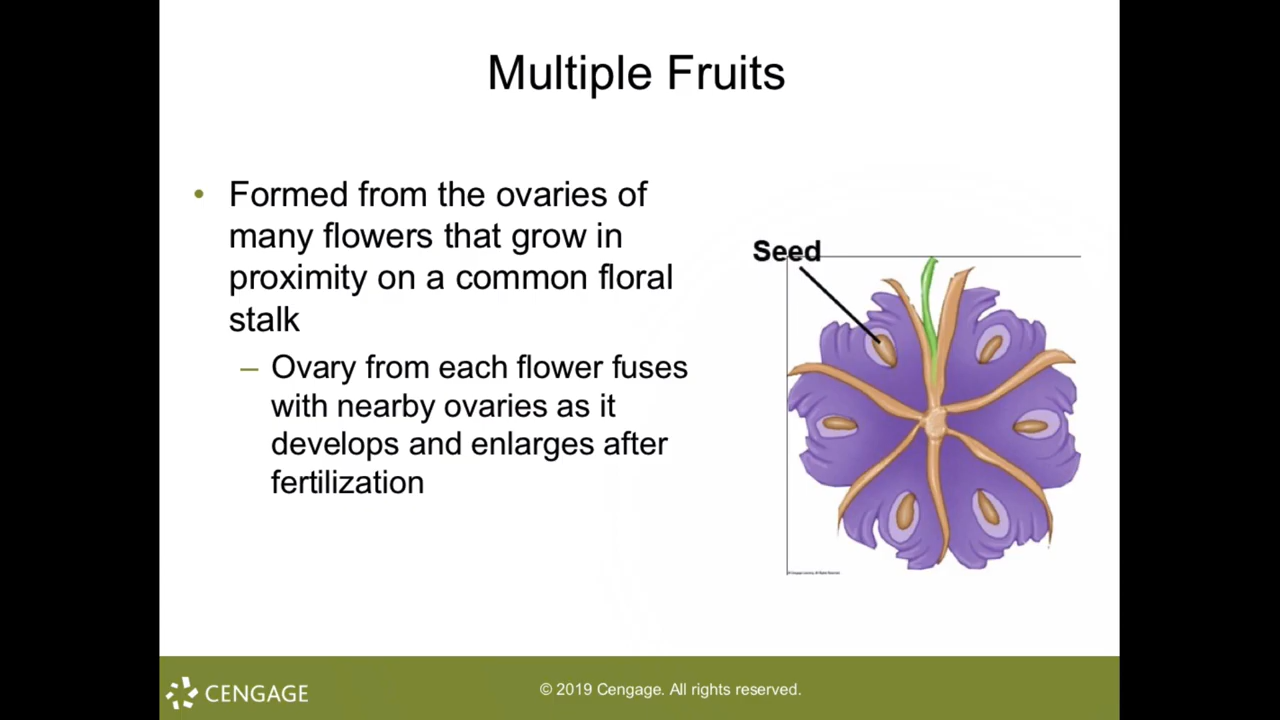 Multiple Fruits
• Formed from the ovaries of
many flowers that grow in
proximity on a common floral
stalk
– Ovary from each flower fuses
with nearby ovaries as it
develops and enlarges after
fertilization
Seed
CENGAGE
© 2019 Cengage. All rights reserved.